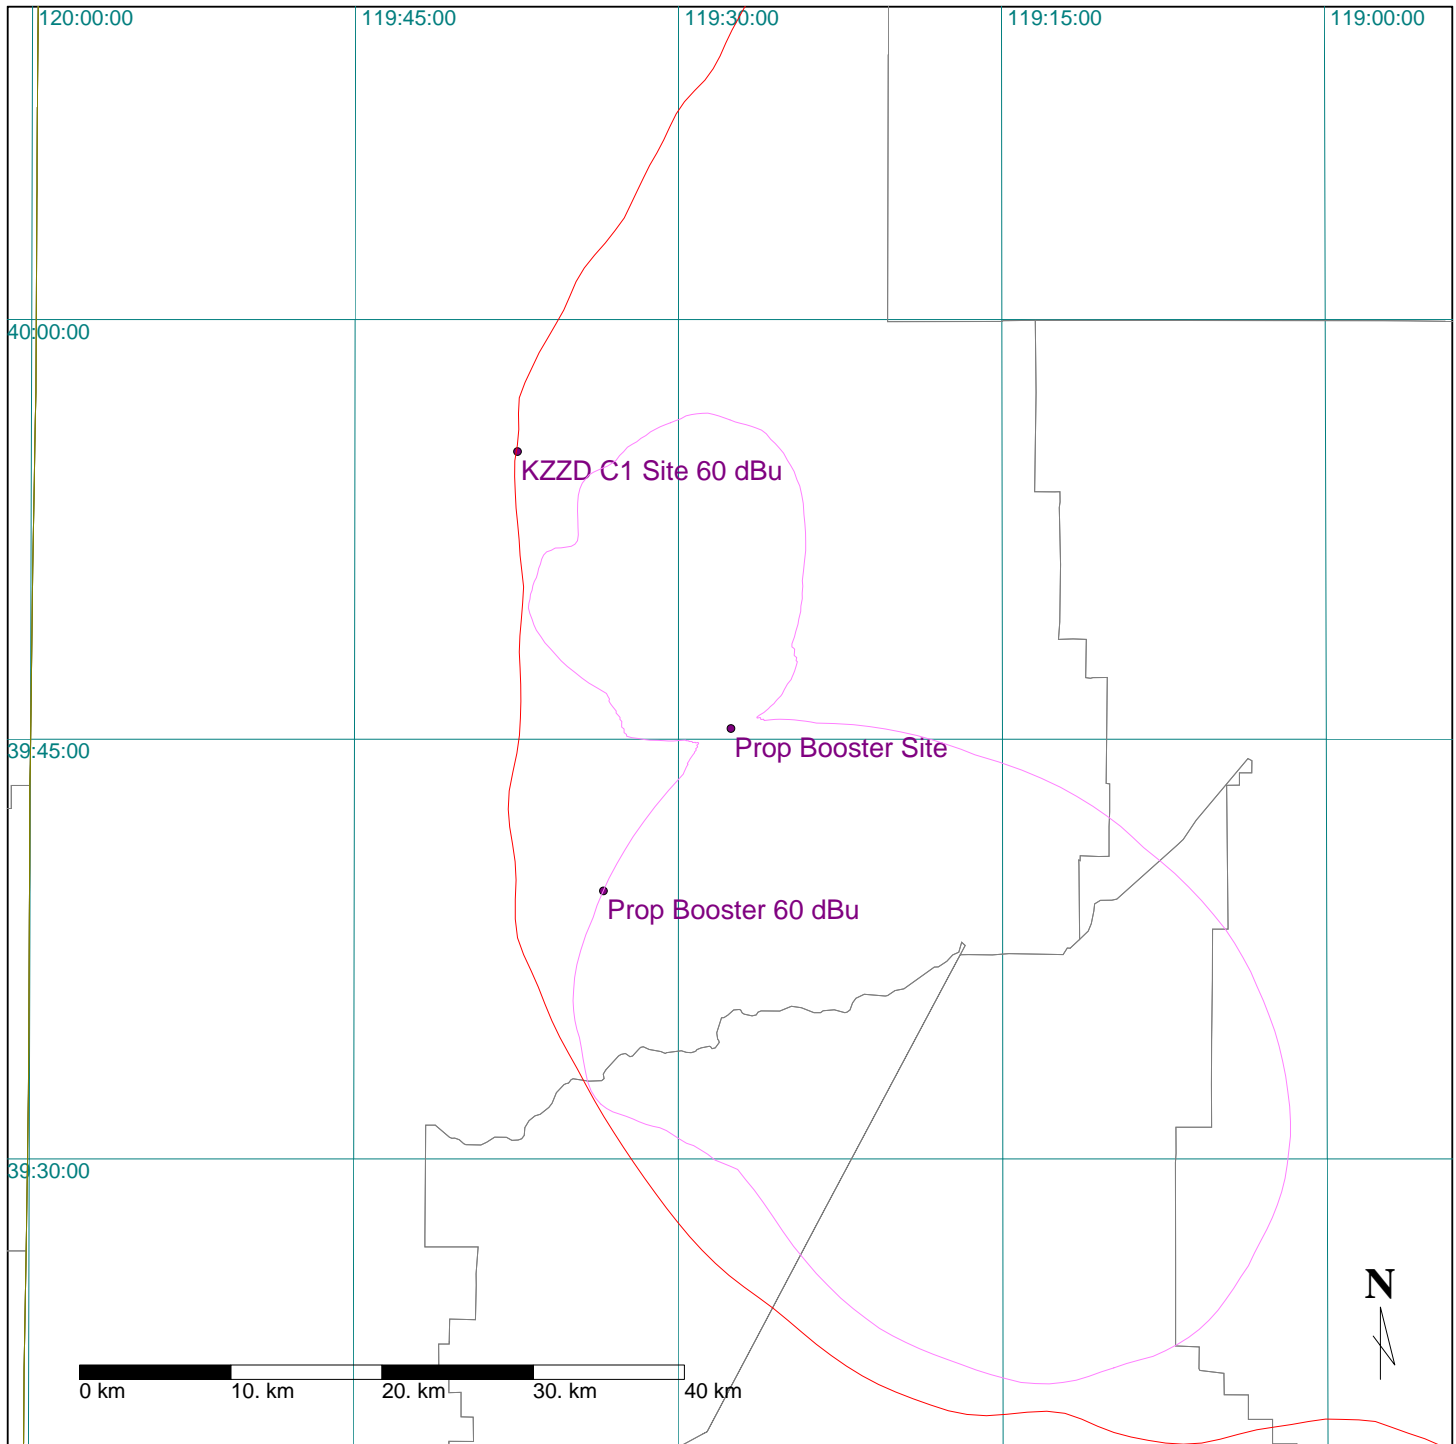 120:00:00
119:45:00
119:30:00
119:15:00
119:00:00
40:00:00
KZZD C1 Site 60 dBu
Prop Booster Site
39:45:00
Prop Booster 60 dBu
39:30:00
N
0 km
10. km
20. km
30. km
40 km